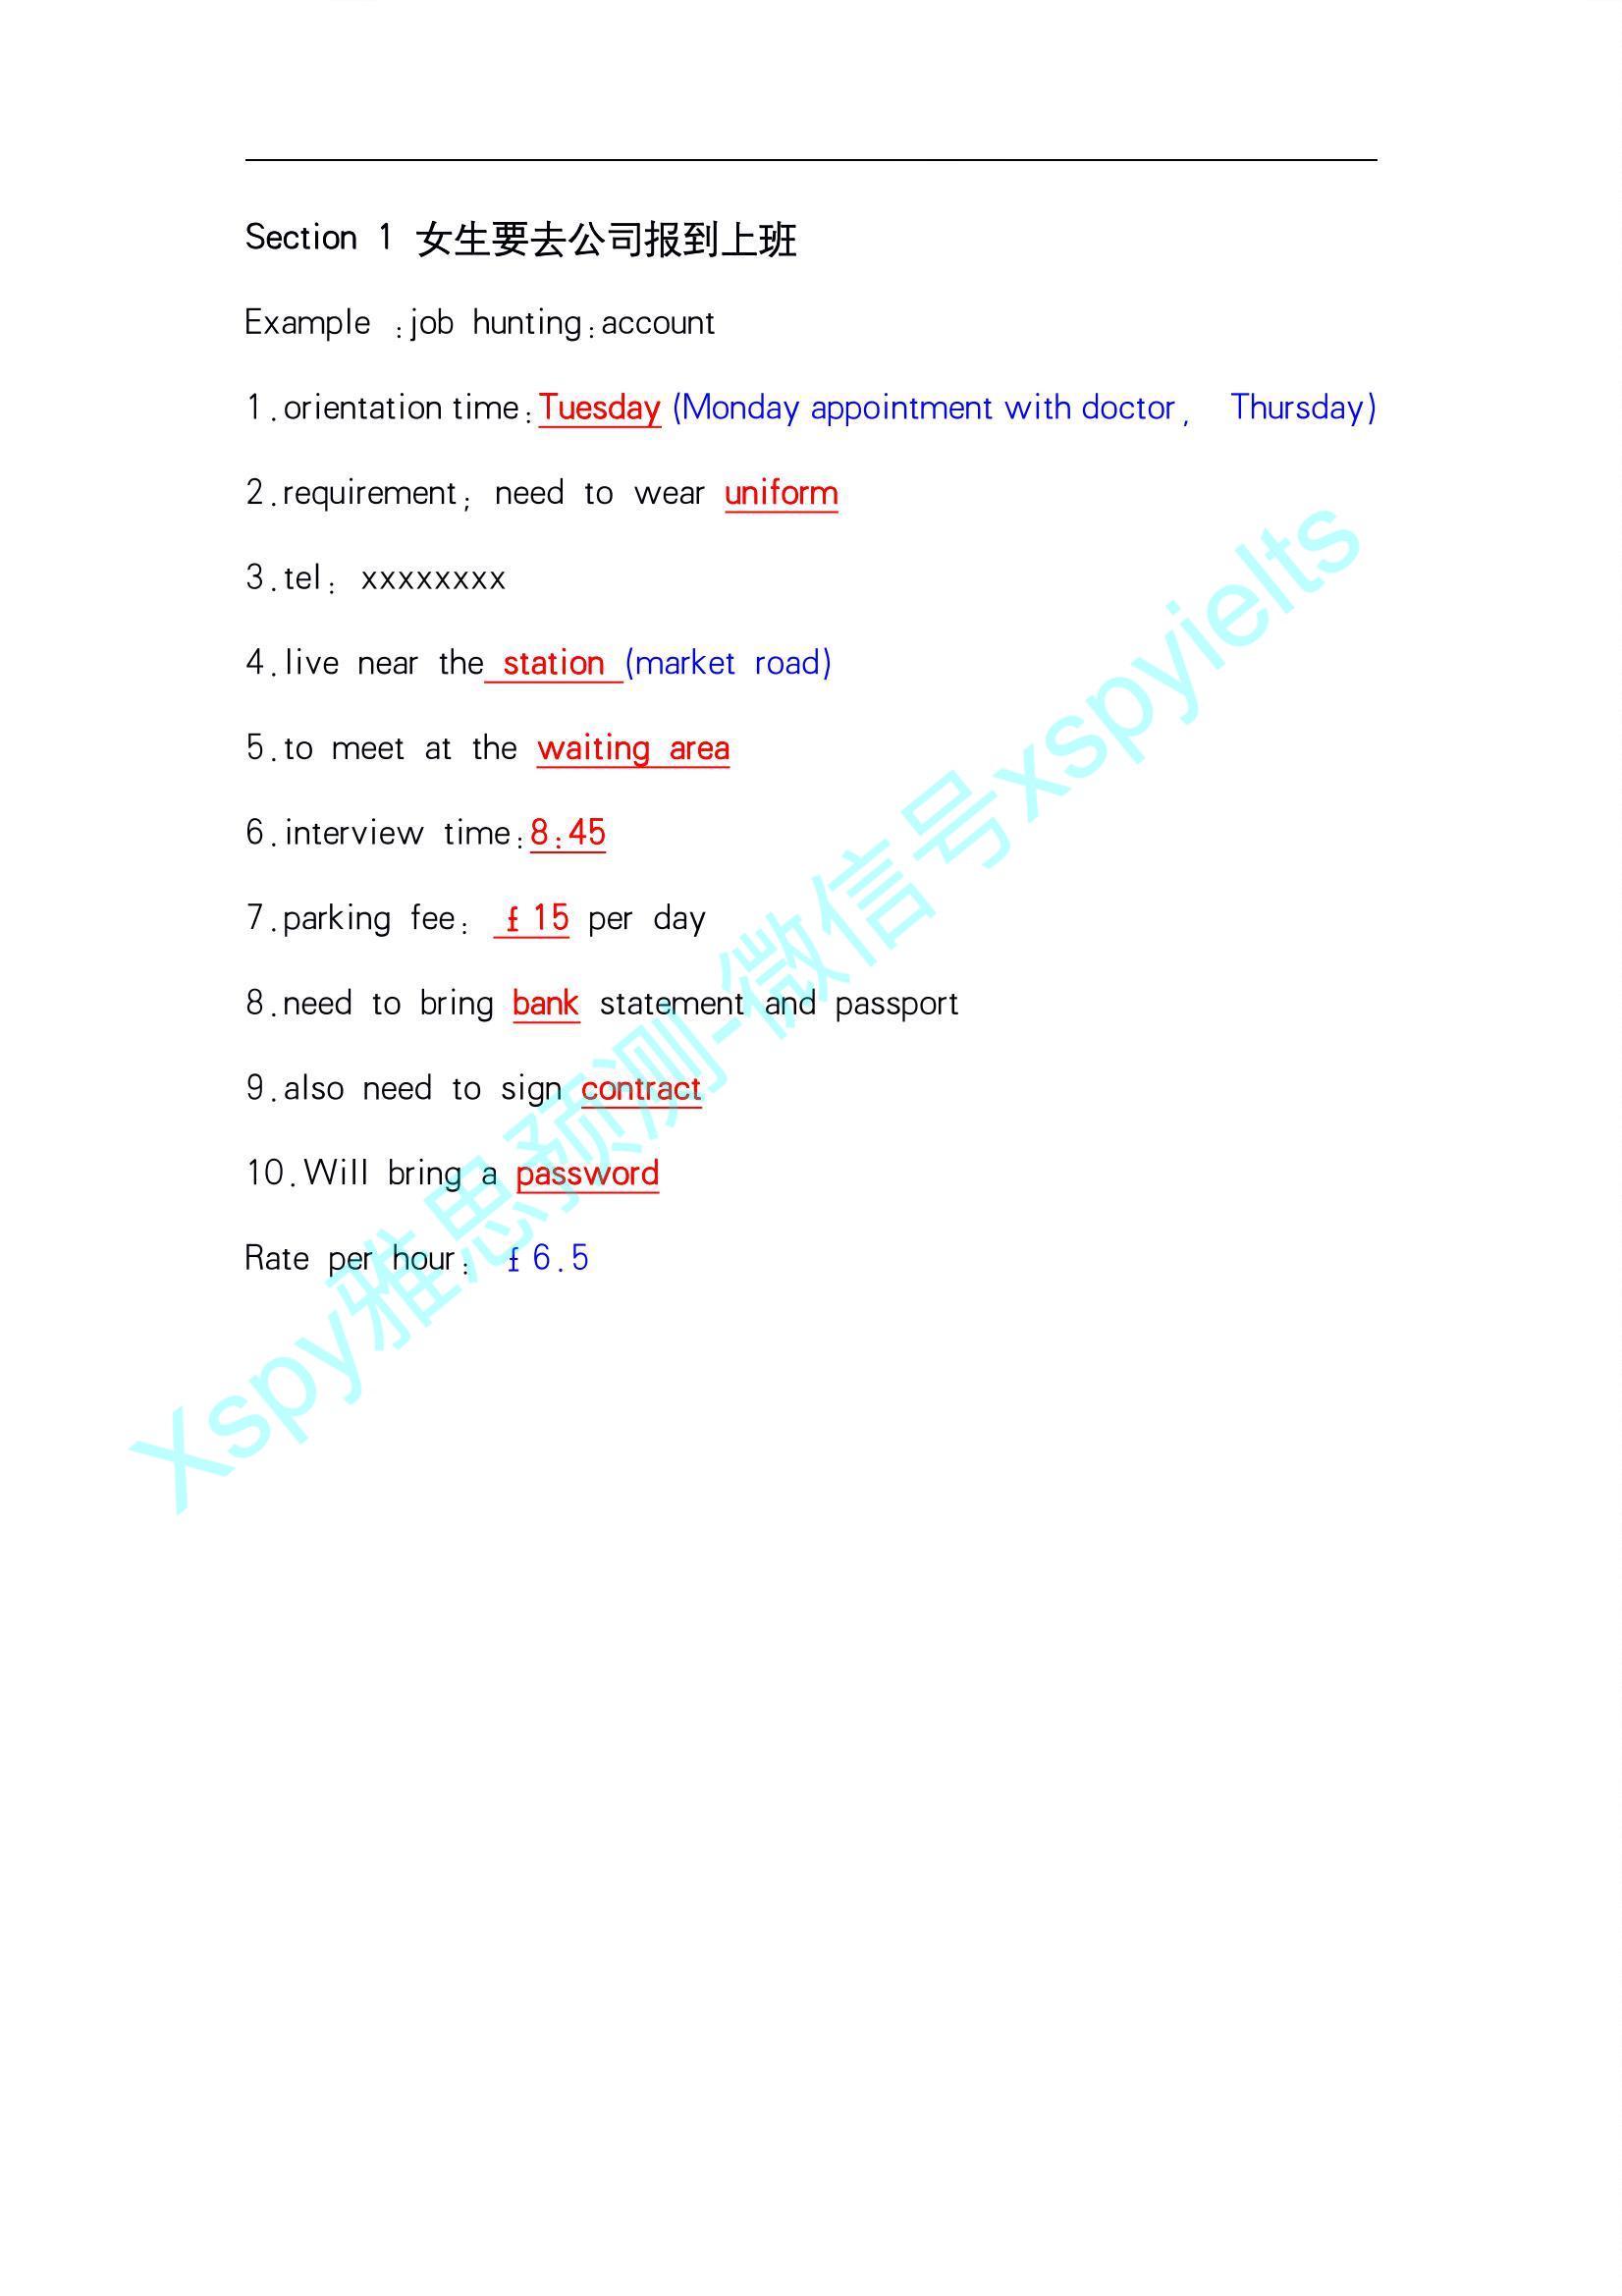 Section 1 女生要去公司报到上班
Example :job hunting:account
1.orientation time:Tuesday (Monday appointment with doctor, Thursday)
2.requirement; need to wear uniform
3.tel: xxxxxxxx
4.live near the station (market road)
5.to meet at the waiting area
6.interview time:8:45
7.parking fee: £15 per day
8.need to bring bank statement and passport
9.also need to sign contract
10.Will bring a password
Rate per hour: £6.5
Xspy雅思预测-微信号xspyielts